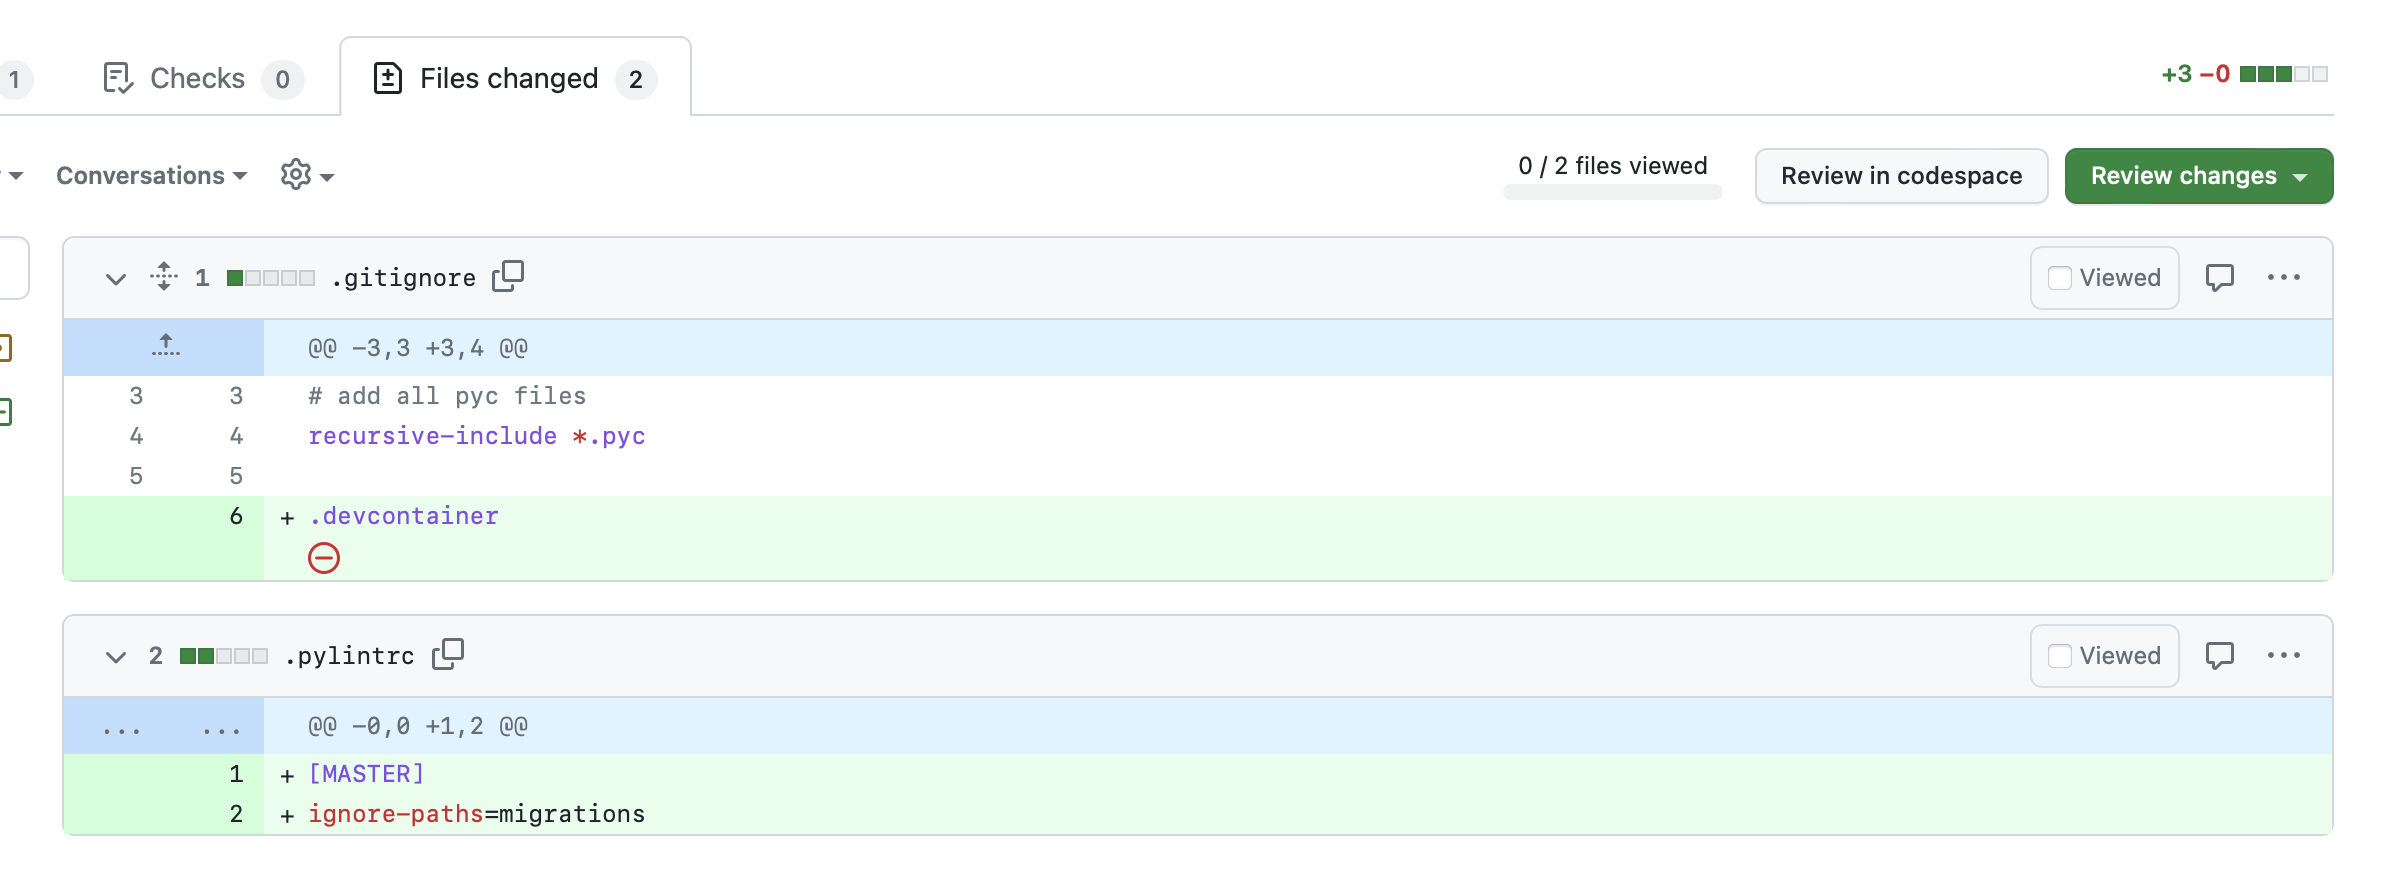 1 Checks 0 Files changed 2 +3 −0
Conversations 0 / 2 files viewed Review in codespace Review changes
1 .gitignore Viewed
@@ -3,3 +3,4 @@
3 3 # add all pyc files
4 4 recursive-include *.pyc
5 5
6 + .devcontainer
2 .pylintrc Viewed
... ... @@ -0,0 +1,2 @@
1 + [MASTER]
2 + ignore-paths=migrations